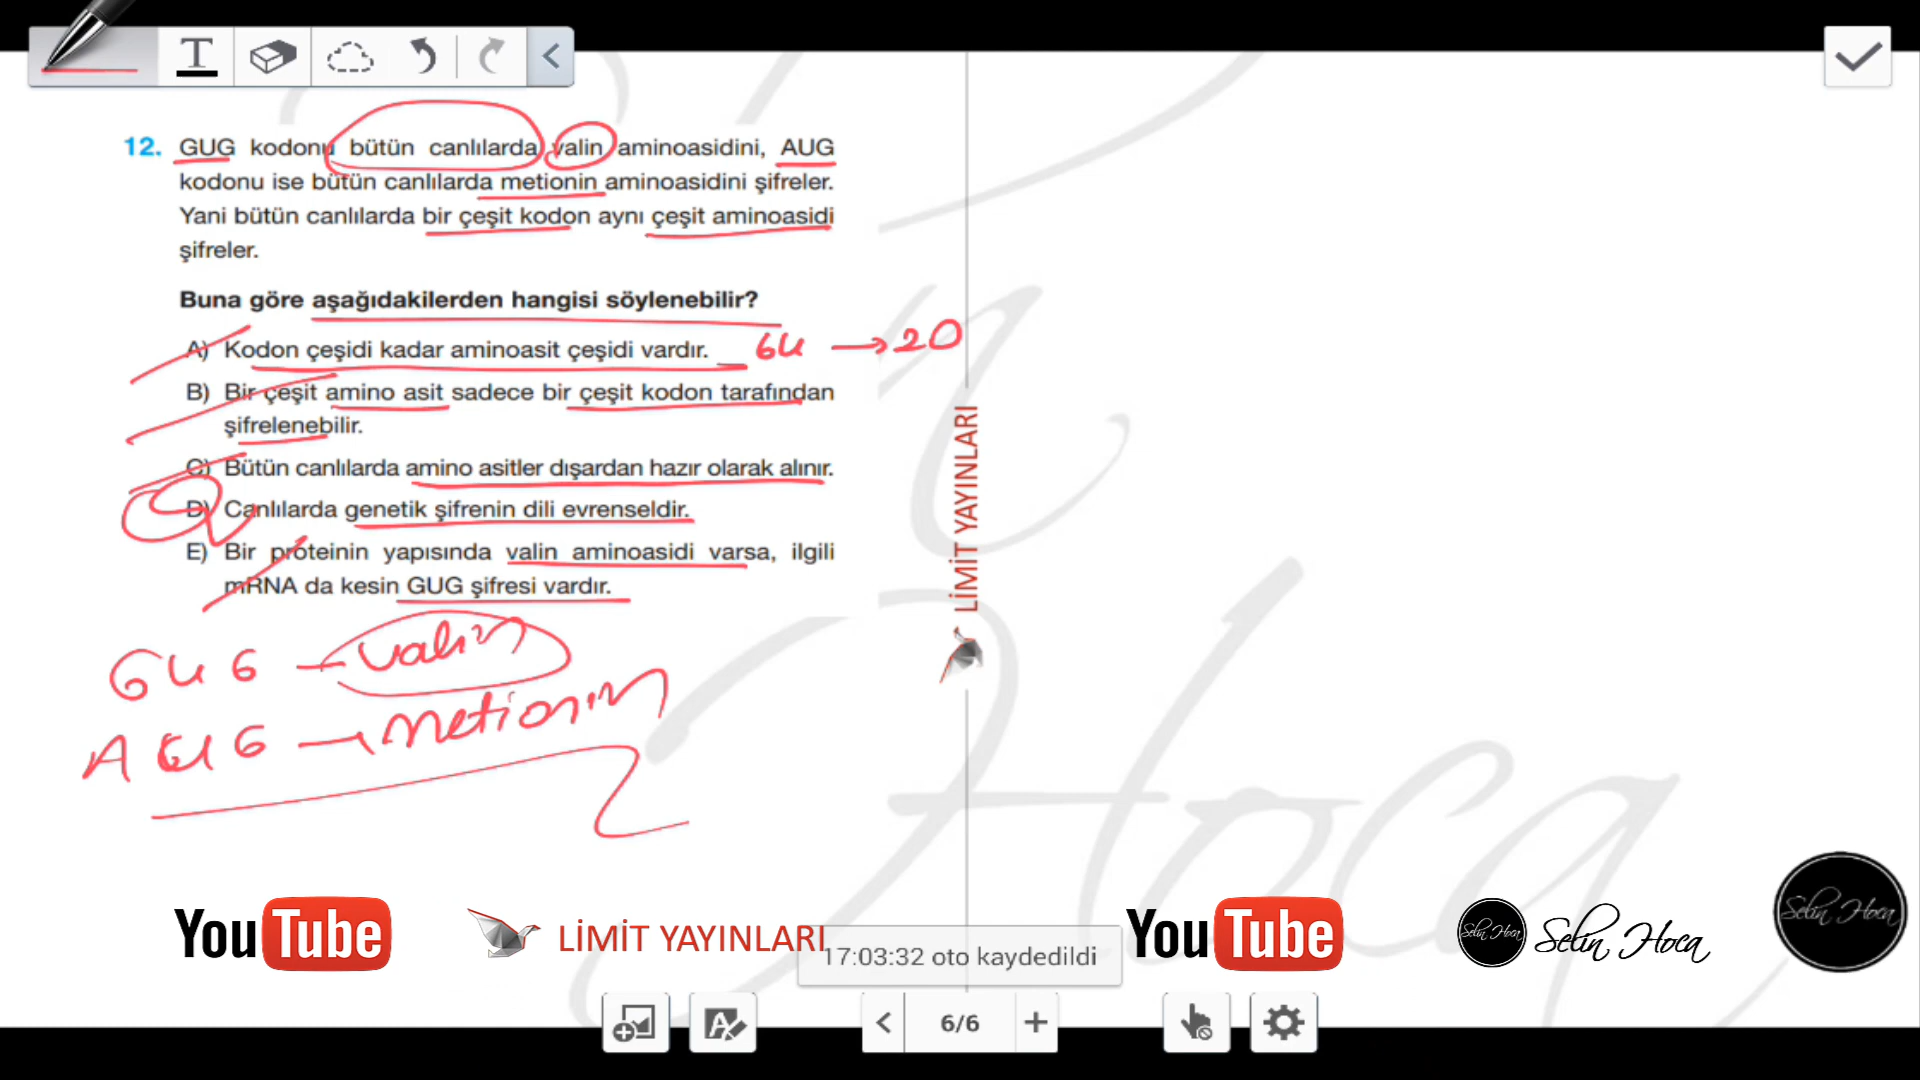 T
12. GUG kodonu bütün canlılarda valin aminoasidini, AUG
kodonu ise bütün canlılarda metionin aminoasidini şifreler.
Yani bütün canlılarda bir çeşit kodon aynı çeşit aminoasidi
şifreler.
Buna göre aşağıdakilerden hangisi söylenebilir?
A) Kodon çeşidi kadar aminoasit çeşidi vardır. 64 → 20
B) Bir çeşit amino asit sadece bir çeşit kodon tarafından
şifrelenebilir.
C) Bütün canlılarda amino asitler dışardan hazır olarak alınır.
D) Canlılarda genetik şifrenin dili evrenseldir.
E) Bir proteinin yapısında valin aminoasidi varsa, ilgili
mRNA da kesin GUG şifresi vardır.
GUG → valin
AUG → metionin
LİMİT YAYINLARI
Hoca
YouTube
LİMİT YAYINLARI
17:03:32 oto kaydedildi
YouTube
Selin Hoca
Selin Hoca
Selin Hoca
6/6